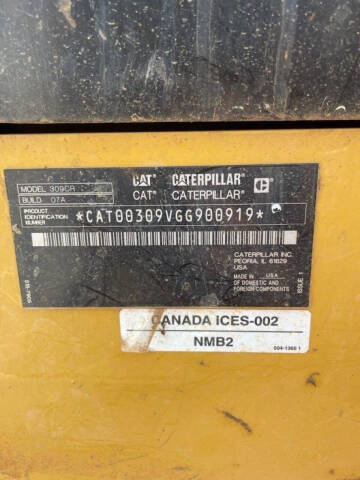 CAT CATERPILLAR C
CAT CATERPILLAR
MODEL 309CR
BUILD 07A
PRODUCT IDENTIFICATION NUMBER
*CAT00309VGG900919*
CATERPILLAR INC.
PEORIA, IL 61629
USA
MADE IN USA
OF DOMESTIC AND
FOREIGN COMPONENTS
ISSUE 1
CANADA ICES-002
NMB2